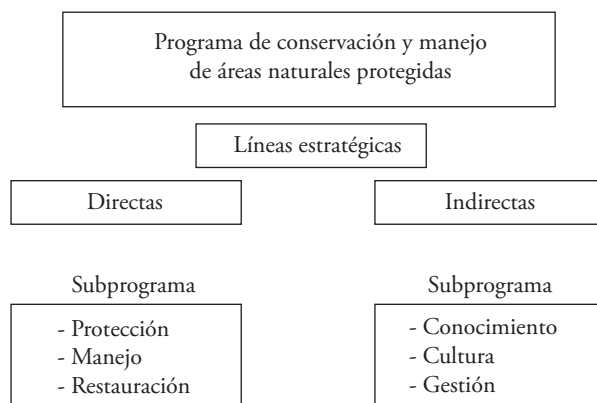 Programa de conservación y manejo
de áreas naturales protegidas
Líneas estratégicas
Directas
Indirectas
Subprograma
- Protección
- Manejo
- Restauración
Subprograma
- Conocimiento
- Cultura
- Gestión